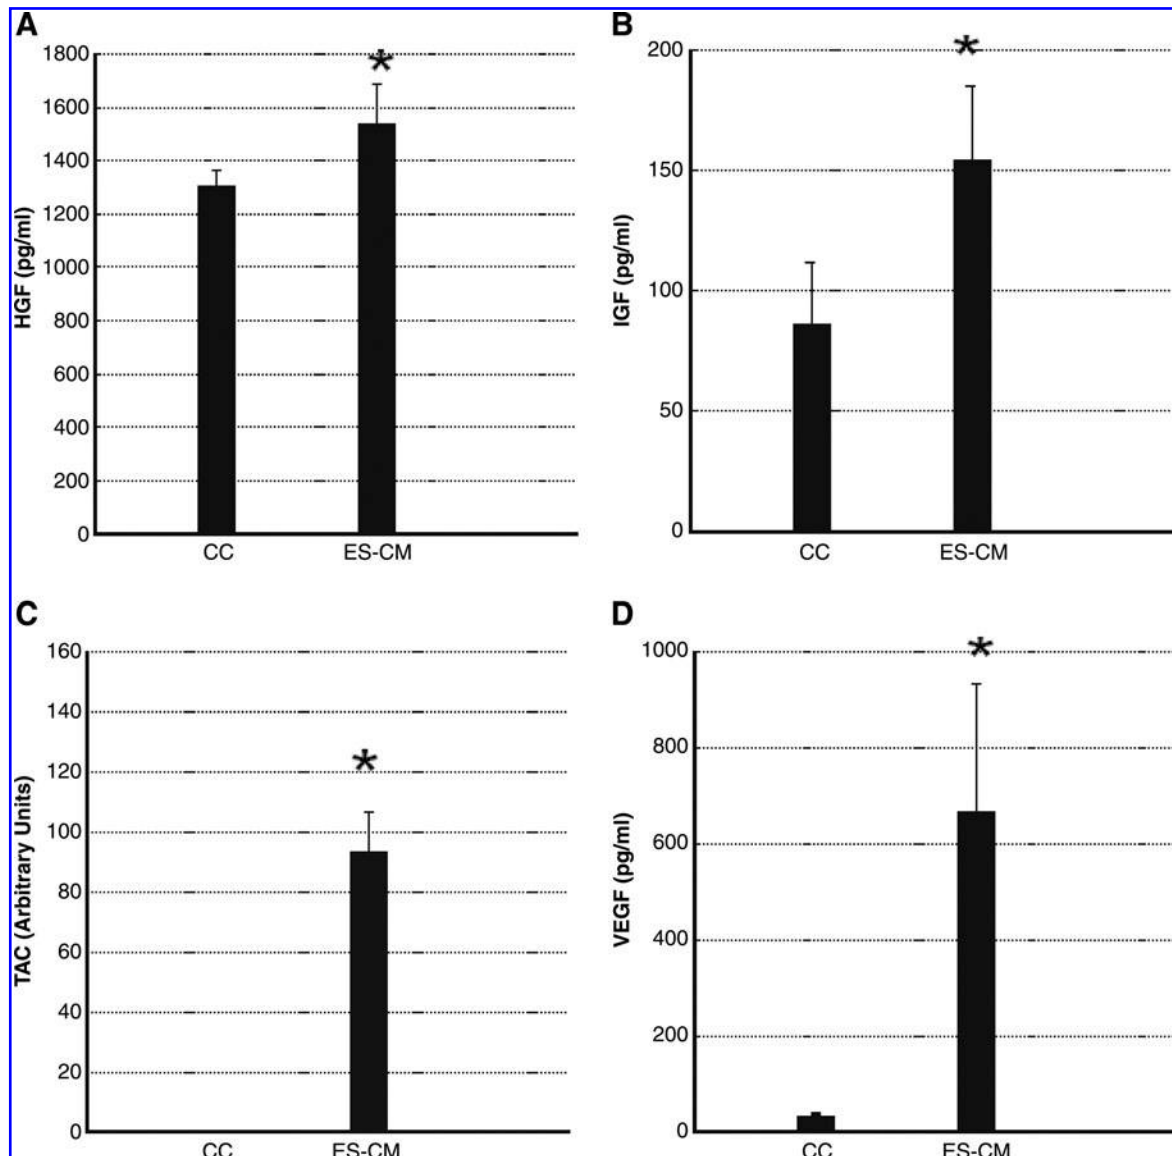 A
HGF (pg/ml)
1800
1600
1400
1200
1000
800
600
400
200
0
*
CC ES-CM
B
IGF (pg/ml)
200
150
100
50
0
*
CC ES-CM
C
TAC (Arbitrary Units)
160
140
120
100
80
60
40
20
0
*
CC ES-CM
D
VEGF (pg/ml)
1000
800
600
400
200
0
*
CC ES-CM